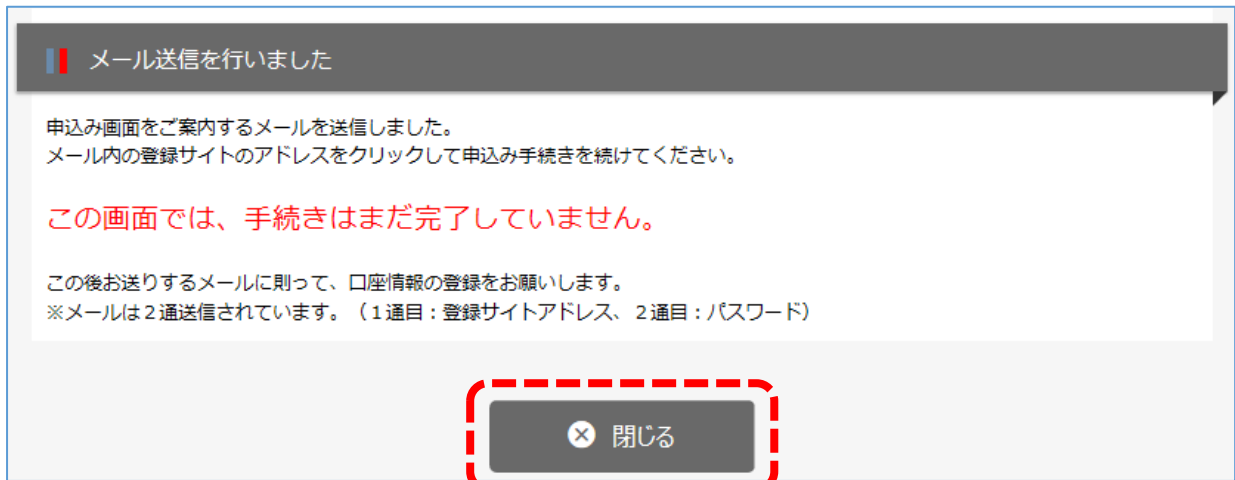 メール送信を行いました
申込み画面をご案内するメールを送信しました。
メール内の登録サイトのアドレスをクリックして申込み手続きを続けてください。
この画面では、手続きはまだ完了していません。
この後お送りするメールに則って、口座情報の登録をお願いします。
※メールは２通送信されています。（１通目：登録サイトアドレス、２通目：パスワード）
閉じる